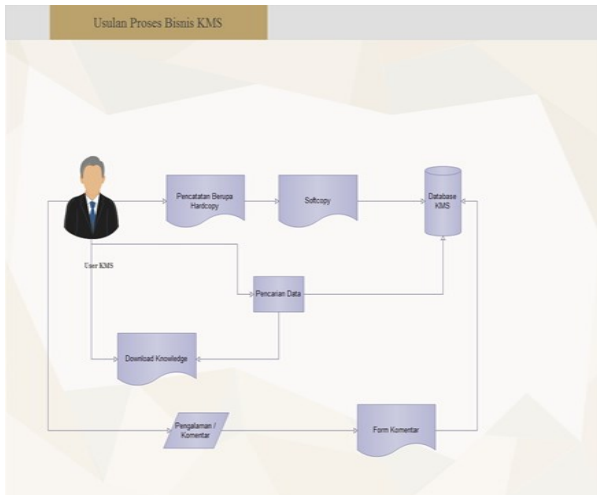 Usulan Proses Bisnis KMS
Pencatatan Berupa
Hardcopy
Softcopy
Database
KMS
User KMS
Pencarian Data
Download Knowledge
Pengalaman /
Komentar
Form Komentar